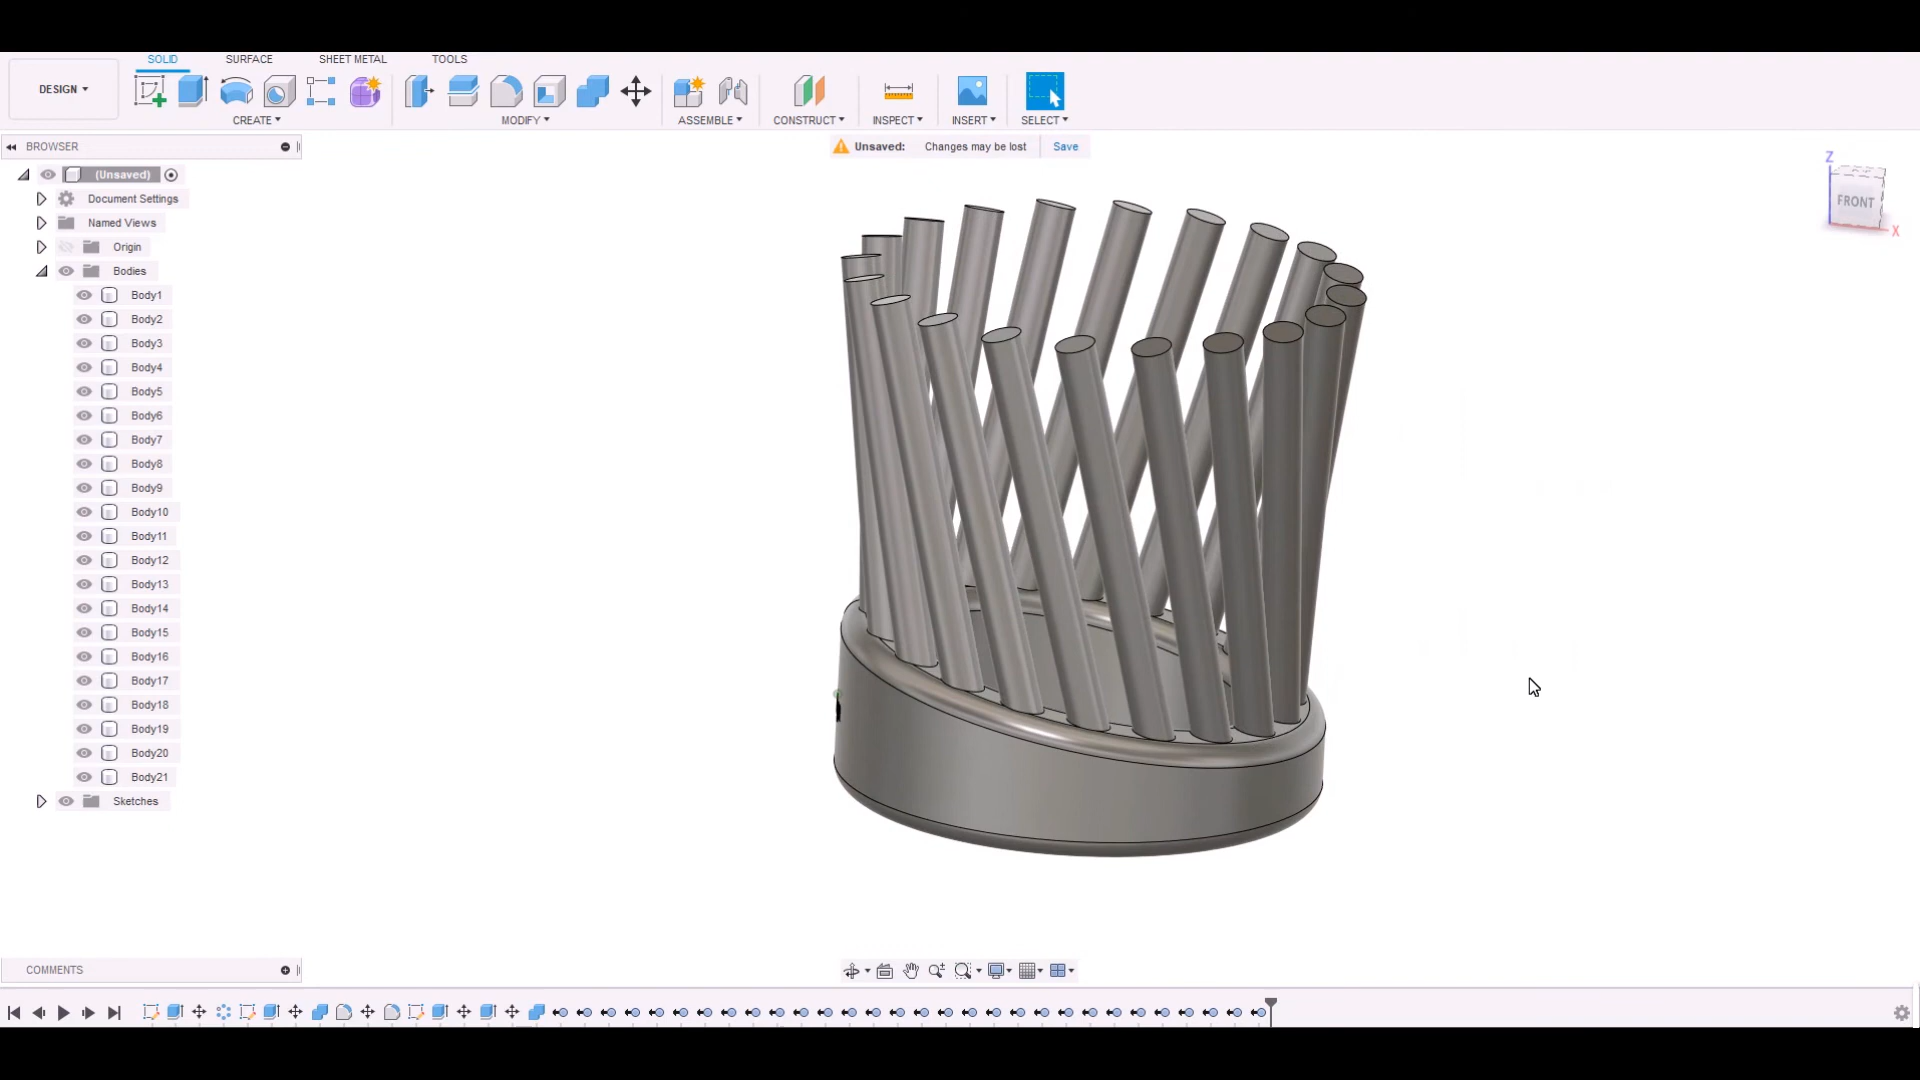 SOLID SURFACE SHEET METAL TOOLS
DESIGN
CREATE MODIFY ASSEMBLE CONSTRUCT INSPECT INSERT SELECT
BROWSER
Unsaved: Changes may be lost Save
(Unsaved)
Document Settings
Named Views
Origin
Bodies
Body1
Body2
Body3
Body4
Body5
Body6
Body7
Body8
Body9
Body10
Body11
Body12
Body13
Body14
Body15
Body16
Body17
Body18
Body19
Body20
Body21
Sketches
Z
FRONT
X
COMMENTS